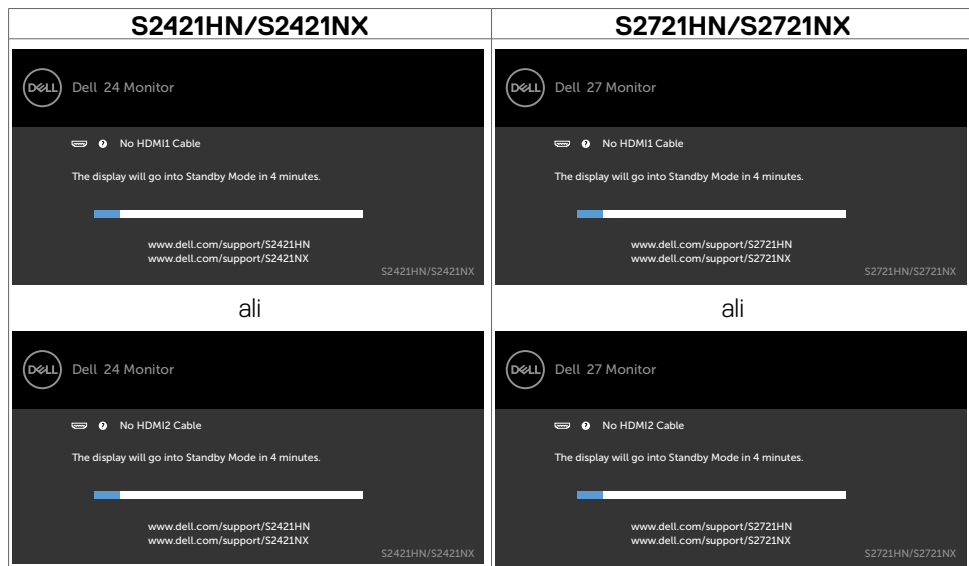 S2421HN/S2421NX
S2721HN/S2721NX
DELL Dell 24 Monitor
No HDMI1 Cable
The display will go into Standby Mode in 4 minutes.
www.dell.com/support/S2421HN
www.dell.com/support/S2421NX
S2421HN/S2421NX
DELL Dell 27 Monitor
No HDMI1 Cable
The display will go into Standby Mode in 4 minutes.
www.dell.com/support/S2721HN
www.dell.com/support/S2721NX
S2721HN/S2721NX
ali
ali
DELL Dell 24 Monitor
No HDMI2 Cable
The display will go into Standby Mode in 4 minutes.
www.dell.com/support/S2421HN
www.dell.com/support/S2421NX
S2421HN/S2421NX
DELL Dell 27 Monitor
No HDMI2 Cable
The display will go into Standby Mode in 4 minutes.
www.dell.com/support/S2721HN
www.dell.com/support/S2721NX
S2721HN/S2721NX